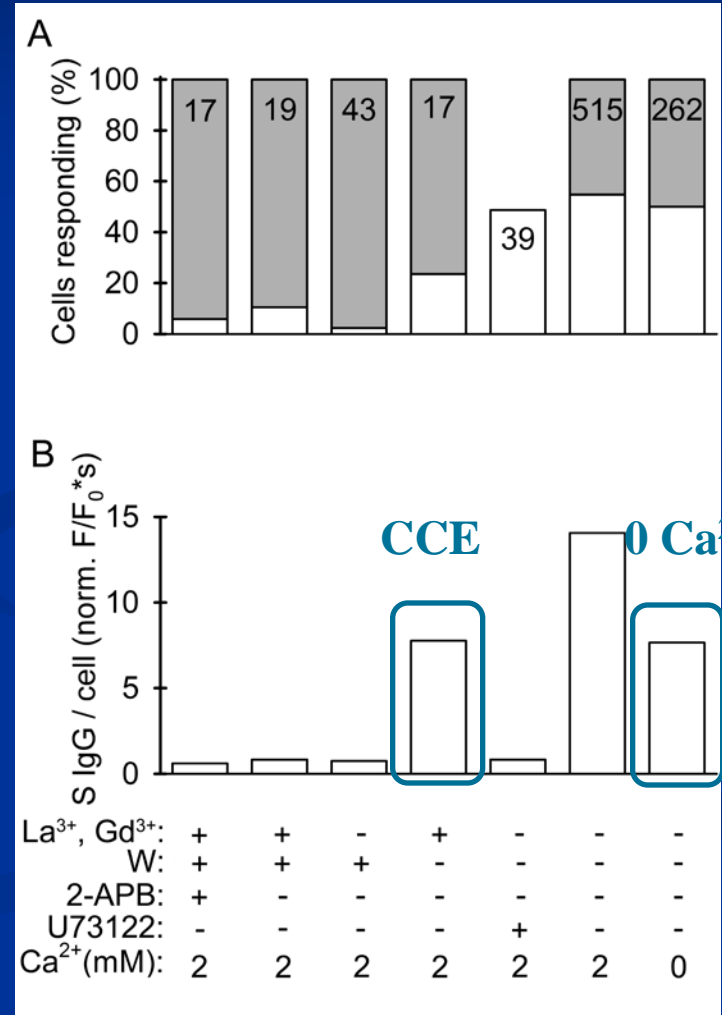 A
Cells responding (%)
100
80
60
40
20
0
17 19 43 17 39 515 262
B
S IgG / cell (norm. F/F₀*s)
15
10
5
0
CCE
0 Ca
La³⁺, Gd³⁺: + + - + - - -
W: + + + - - - -
2-APB: + - - - - - -
U73122: - - - - + - -
Ca²⁺(mM): 2 2 2 2 2 2 0